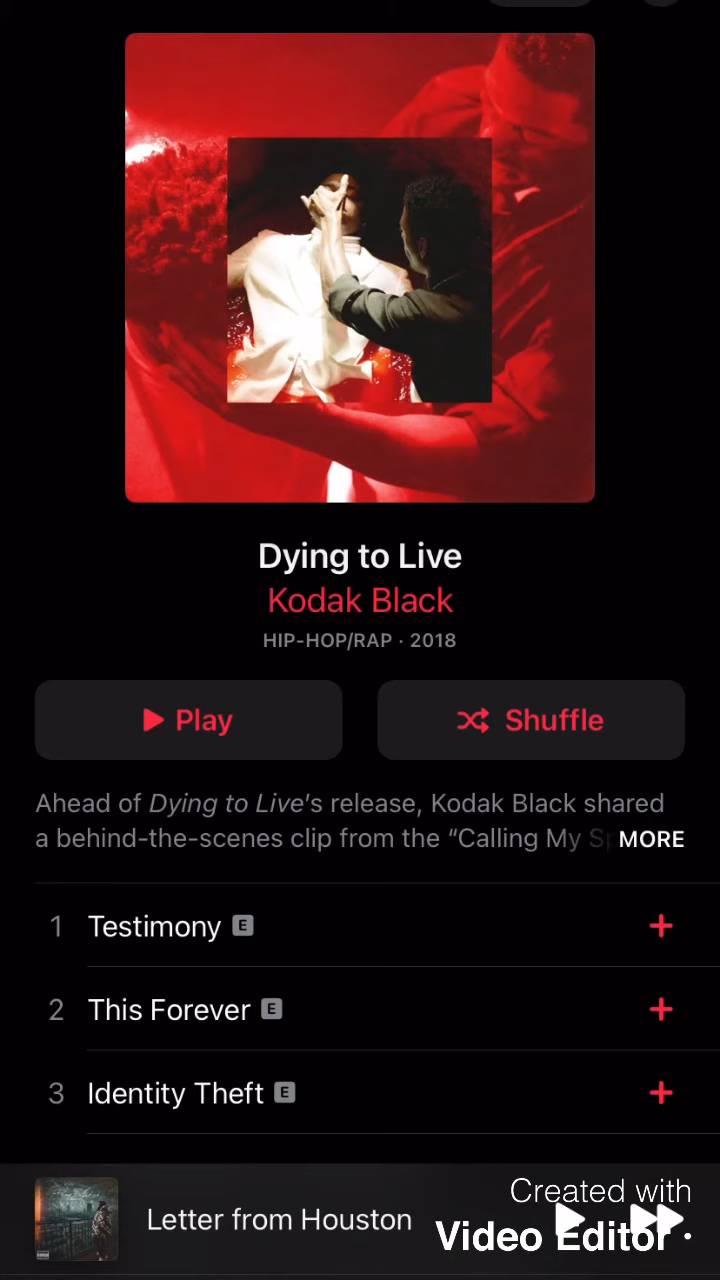 Dying to Live
Kodak Black
HIP-HOP/RAP · 2018
Play
Shuffle
Ahead of Dying to Live’s release, Kodak Black shared
a behind-the-scenes clip from the “Calling My
MORE
1 Testimony E
2 This Forever E
3 Identity Theft E
Letter from Houston
Created with
Video Editor ·